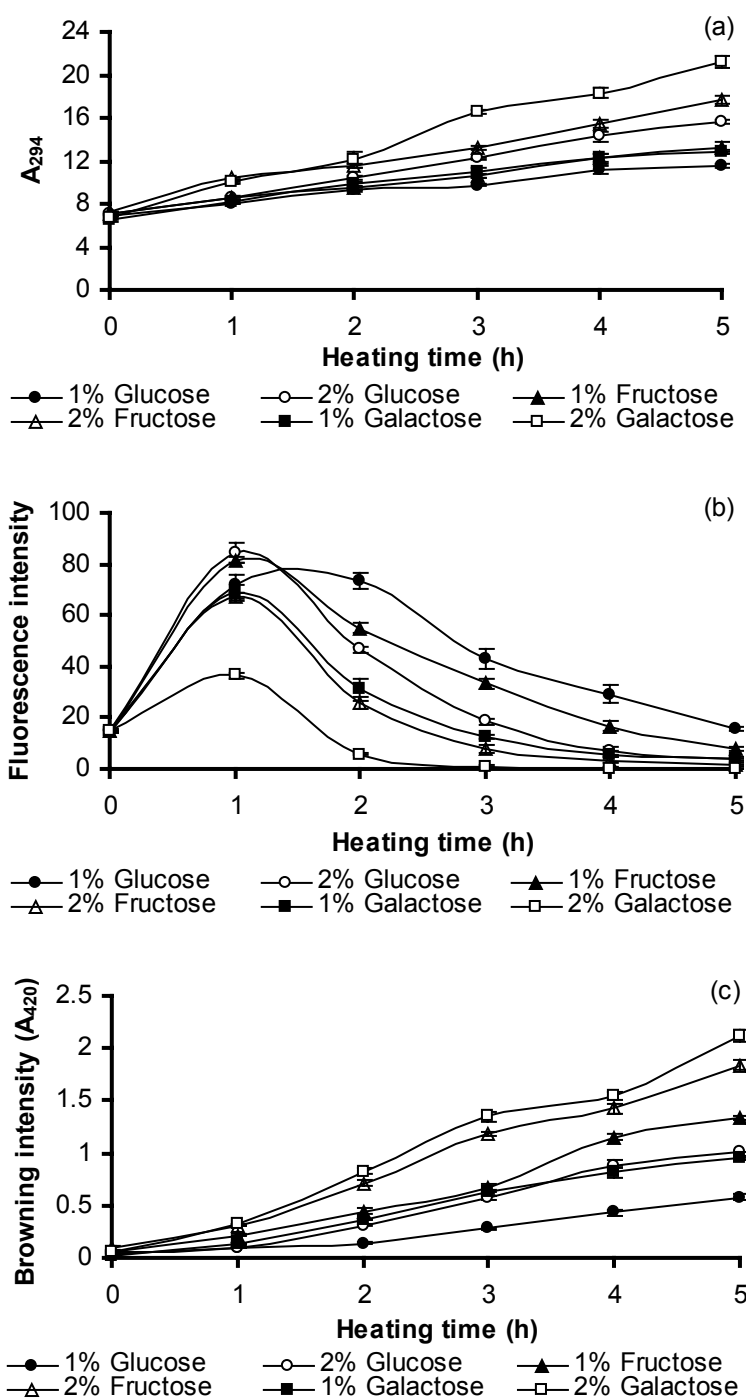 (a)
24
20
16
12
8
4
0
A294
0 1 2 3 4 5
Heating time (h)
1% Glucose 2% Glucose 1% Fructose
2% Fructose 1% Galactose 2% Galactose
(b)
100
80
60
40
20
0
Fluorescence intensity
0 1 2 3 4 5
Heating time (h)
1% Glucose 2% Glucose 1% Fructose
2% Fructose 1% Galactose 2% Galactose
(c)
2.5
2
1.5
1
0.5
0
Browning intensity (A420)
0 1 2 3 4 5
Heating time (h)
1% Glucose 2% Glucose 1% Fructose
2% Fructose 1% Galactose 2% Galactose